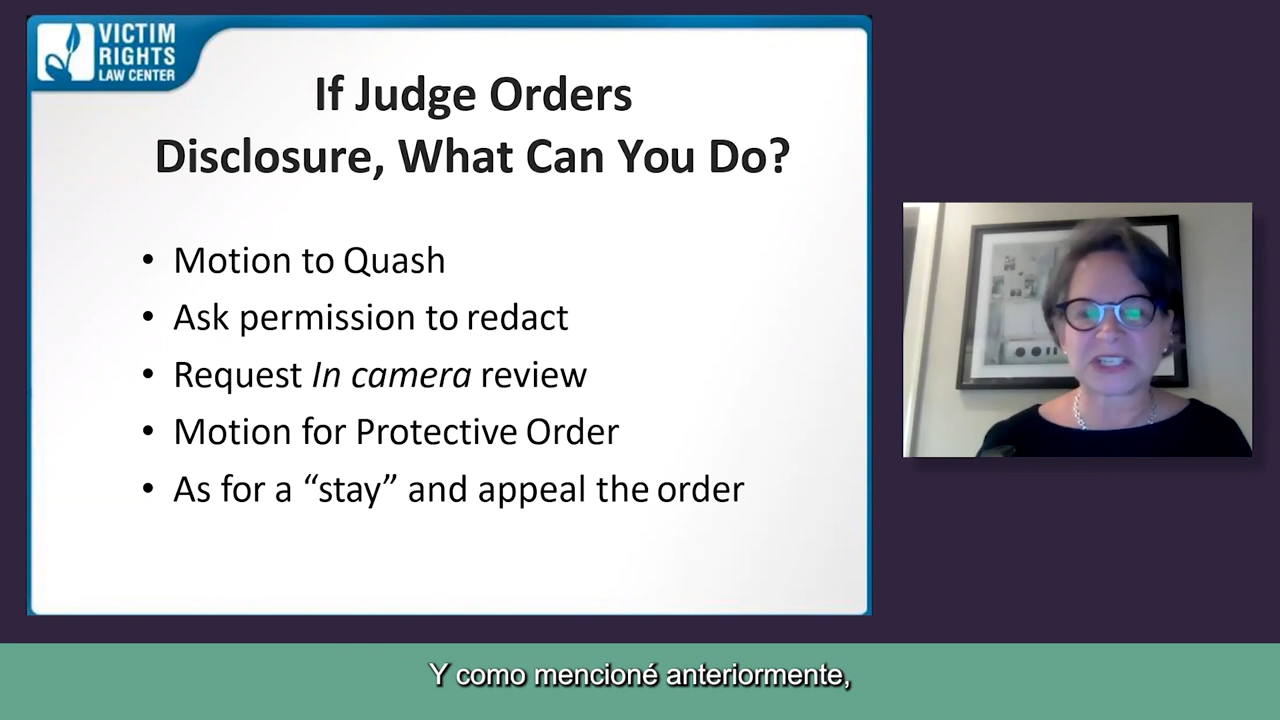 VICTIM
RIGHTS
LAW CENTER
If Judge Orders
Disclosure, What Can You Do?
• Motion to Quash
• Ask permission to redact
• Request In camera review
• Motion for Protective Order
• As for a “stay” and appeal the order
Y como mencioné anteriormente,